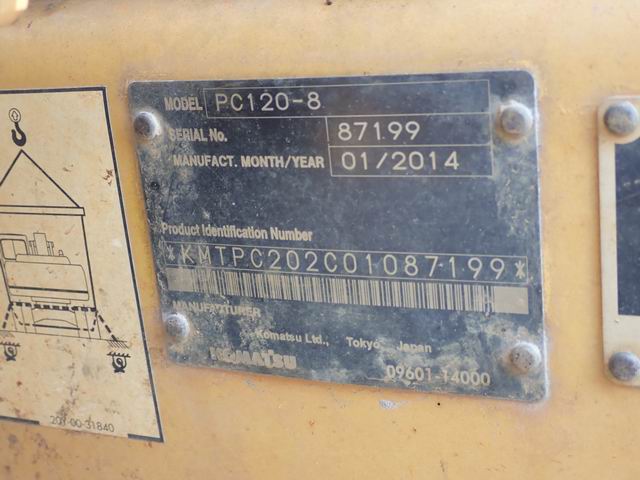 MODEL PC120-8
SERIAL No. 87199
MANUFACT. MONTH/YEAR 01/2014
Product Identification Number
*KMTPC202C01087199*
MANUFACTURER
Komatsu Ltd., Tokyo, Japan
KOMATSU
09601-14000
20Y-00-31840